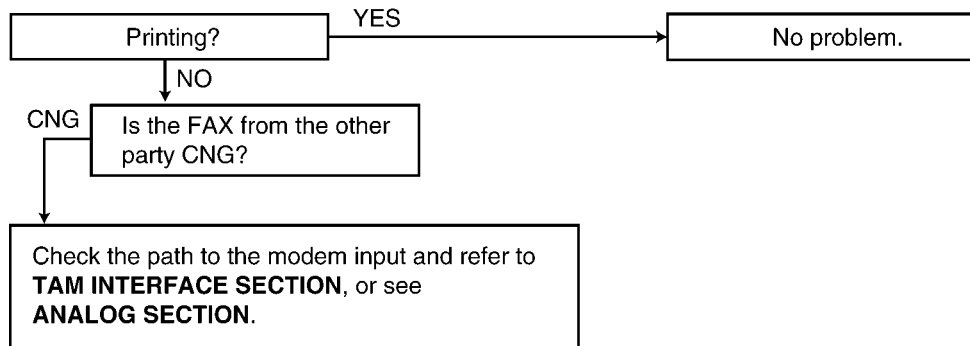 Printing?
YES
No problem.
NO
CNG
Is the FAX from the other
party CNG?
Check the path to the modem input and refer to
TAM INTERFACE SECTION, or see
ANALOG SECTION.